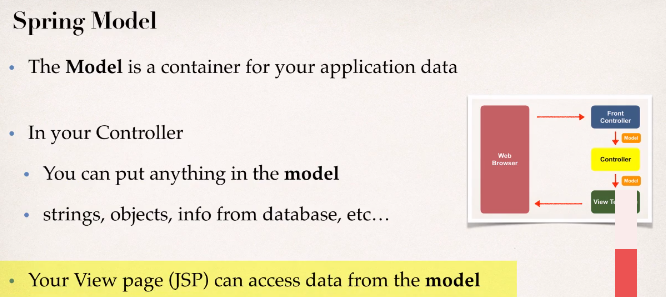 Spring Model
• The Model is a container for your application data
• In your Controller
• You can put anything in the model
• strings, objects, info from database, etc…
• Your View page (JSP) can access data from the model
Web
Browser
Front
Controller
Model
Controller
Model
View